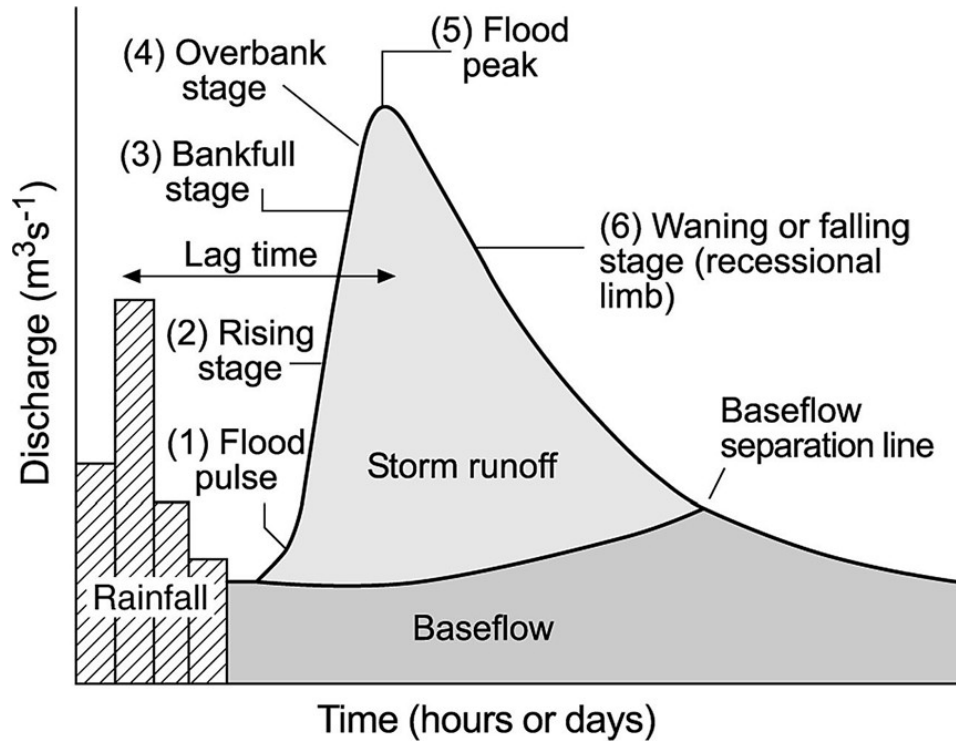 (5) Flood
peak
(4) Overbank
stage
(3) Bankfull
stage
Lag time
(6) Waning or falling
stage (recessional
limb)
(2) Rising
stage
(1) Flood
pulse
Storm runoff
Baseflow
separation line
Rainfall
Baseflow
Discharge (m³s⁻¹)
Time (hours or days)